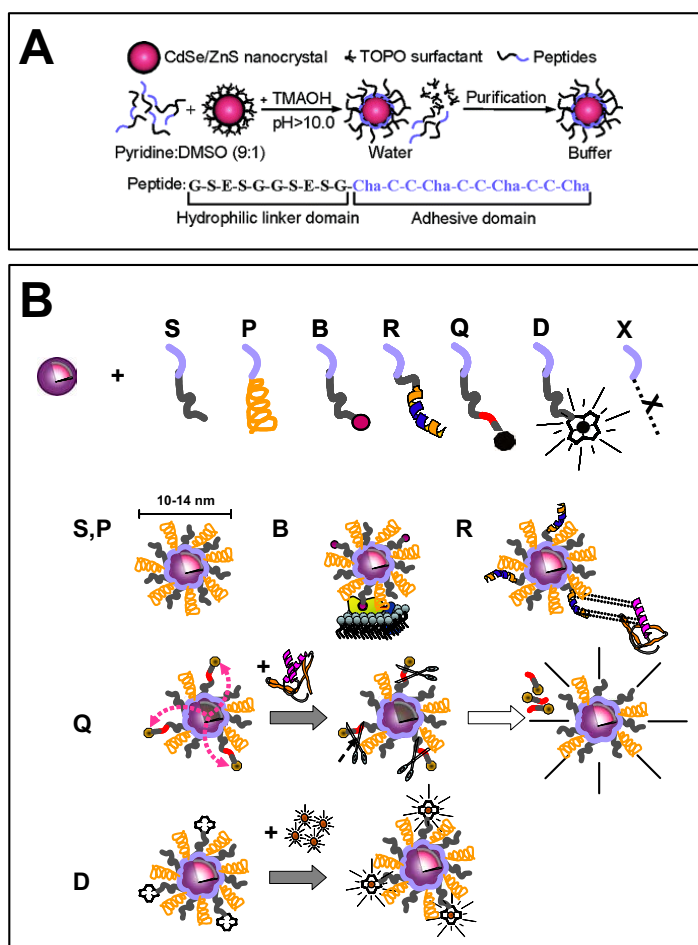 A
CdSe/ZnS nanocrystal TOPO surfactant Peptides
+ + TMAOH Purification
pH>10.0
Pyridine:DMSO (9:1) Water Buffer
Peptide: G-S-E-S-G-G-S-E-S-G-Cha-C-C-Cha-C-C-Cha-C-C-Cha
Hydrophilic linker domain Adhesive domain
B
S P B R Q D X
+
X
10-14 nm
S,P B R
+
Q
+
D